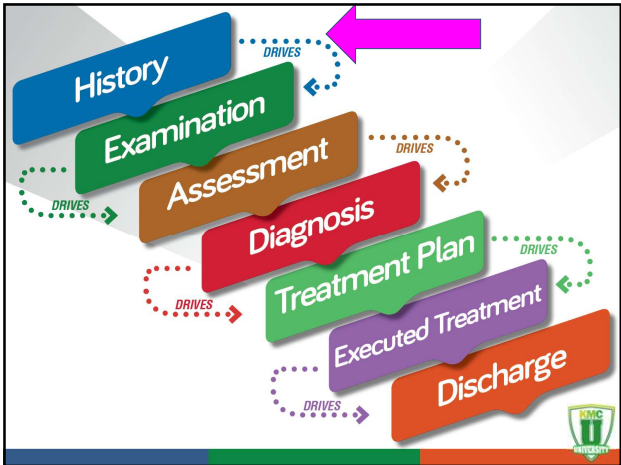 History
DRIVES
Examination
DRIVES
Assessment
DRIVES
Diagnosis
DRIVES
Treatment Plan
DRIVES
Executed Treatment
DRIVES
Discharge
KMC
U
UNIVERSITY